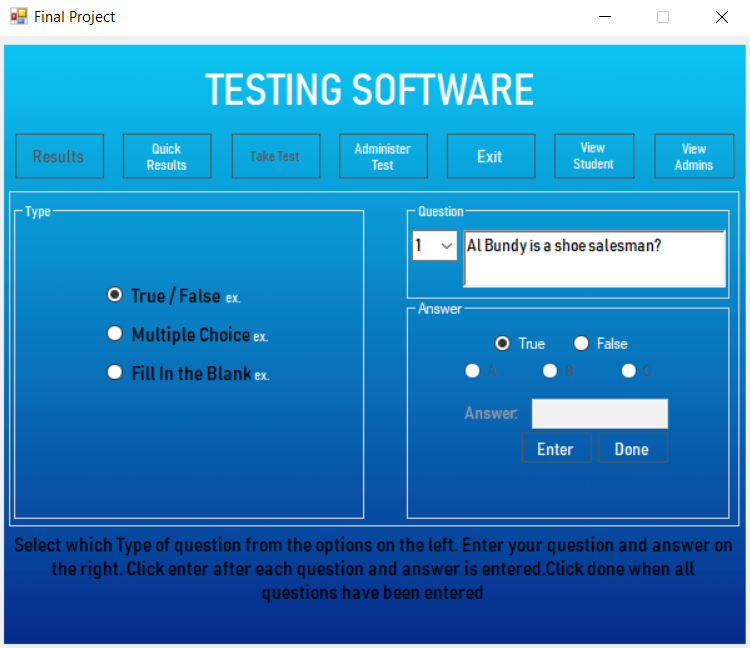 Final Project
TESTING SOFTWARE
Results
Quick
Results
Take Test
Administer
Test
Exit
View
Student
View
Admins
Type
True / False ex.
Multiple Choice ex.
Fill In the Blank ex.
Question
1
Al Bundy is a shoe salesman?
Answer
True False
A B C
Answer:
Enter Done
Select which Type of question from the options on the left. Enter your question and answer on
the right. Click enter after each question and answer is entered.Click done when all
questions have been entered